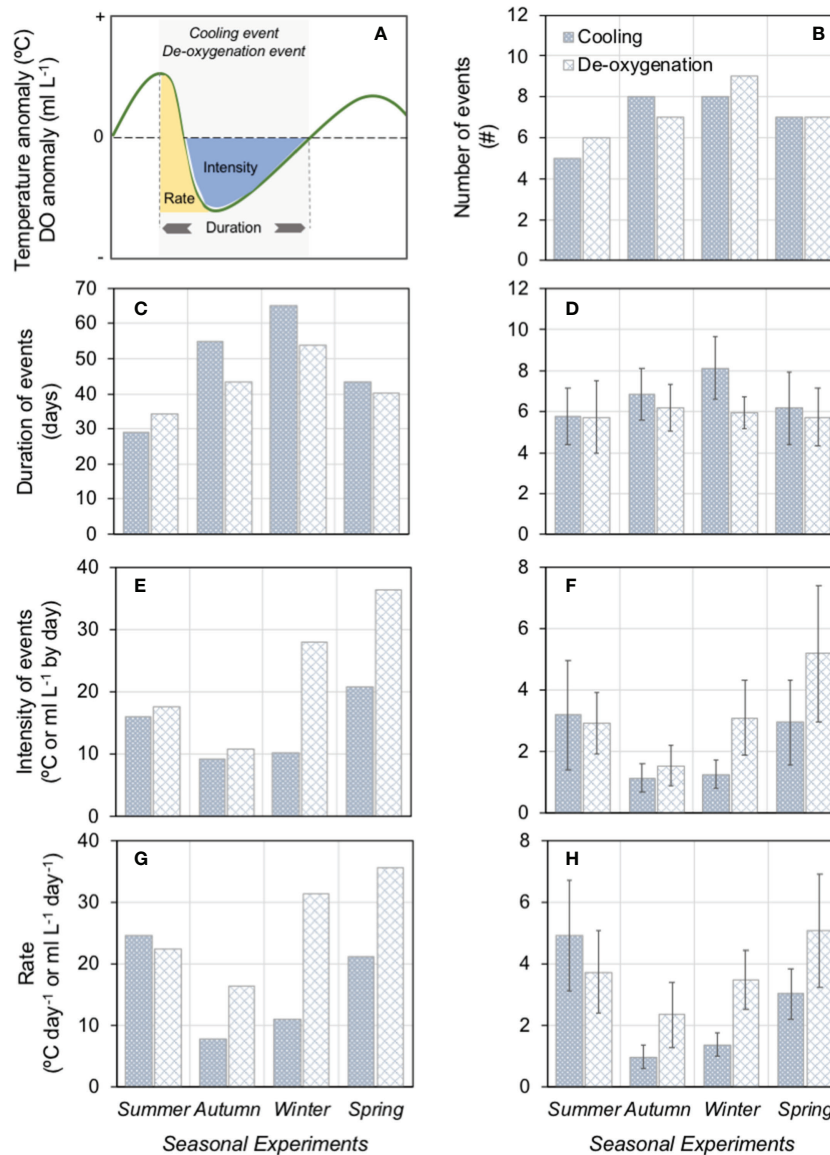 +
0
-
Temperature anomaly (ºC)
DO anomaly (ml L⁻¹)
Cooling event
De-oxygenation event
A
Intensity
Rate
Duration
12
10
8
6
4
2
0
Number of events
(#)
Cooling
De-oxygenation
B
70
60
50
40
30
20
10
0
Duration of events
(days)
C
12
10
8
6
4
2
0
D
40
30
20
10
0
Intensity of events
(ºC or ml L⁻¹ by day)
E
8
6
4
2
0
F
40
30
20
10
0
Rate
(ºC day⁻¹ or ml L⁻¹ day⁻¹)
G
Summer Autumn Winter Spring
Seasonal Experiments
8
6
4
2
0
H
Summer Autumn Winter Spring
Seasonal Experiments